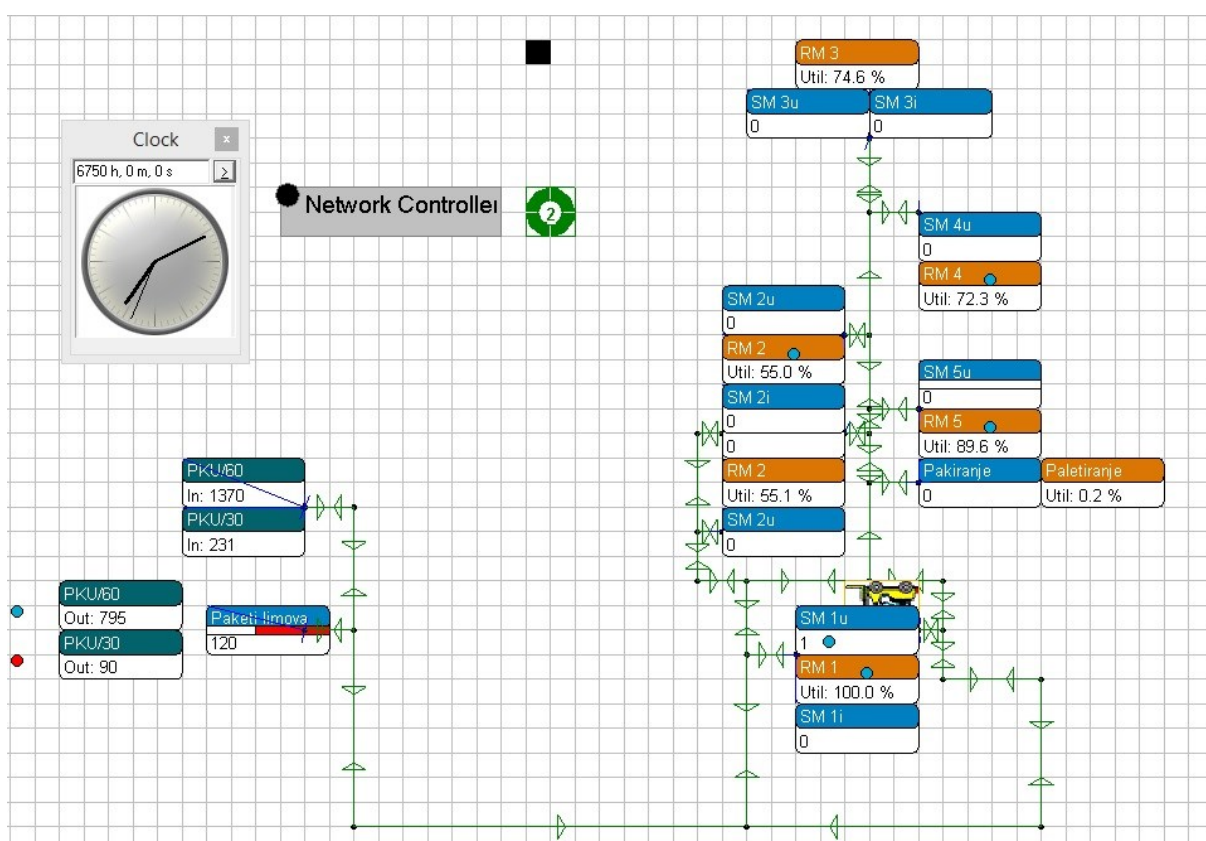 RM 3
Util: 74.6 %
SM 3u
SM 3i
0
0
Clock
x
6750 h, 0 m, 0 s
>
Network Controller
2
SM 4u
0
RM 4
Util: 72.3 %
SM 2u
0
RM 2
Util: 55.0 %
SM 2i
0
0
RM 2
Util: 55.1 %
SM 2u
0
SM 5u
0
RM 5
Util: 89.6 %
Pakiranje
0
Paletiranje
Util: 0.2 %
PKU/60
In: 1370
PKU/30
In: 231
PKU/60
Out: 795
PKU/30
Out: 90
Paketi limova
120
SM 1u
1
RM 1
Util: 100.0 %
SM 1i
0